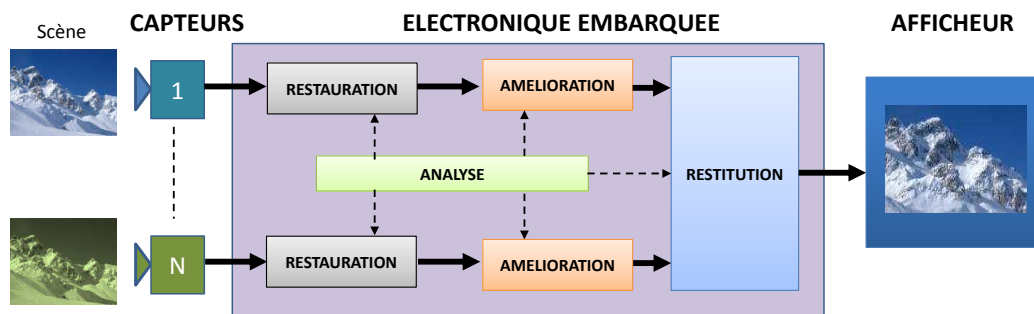 CAPTEURS
ELECTRONIQUE EMBARQUEE
AFFICHEUR
Scène
1
RESTAURATION
AMELIORATION
ANALYSE
RESTITUTION
N
RESTAURATION
AMELIORATION